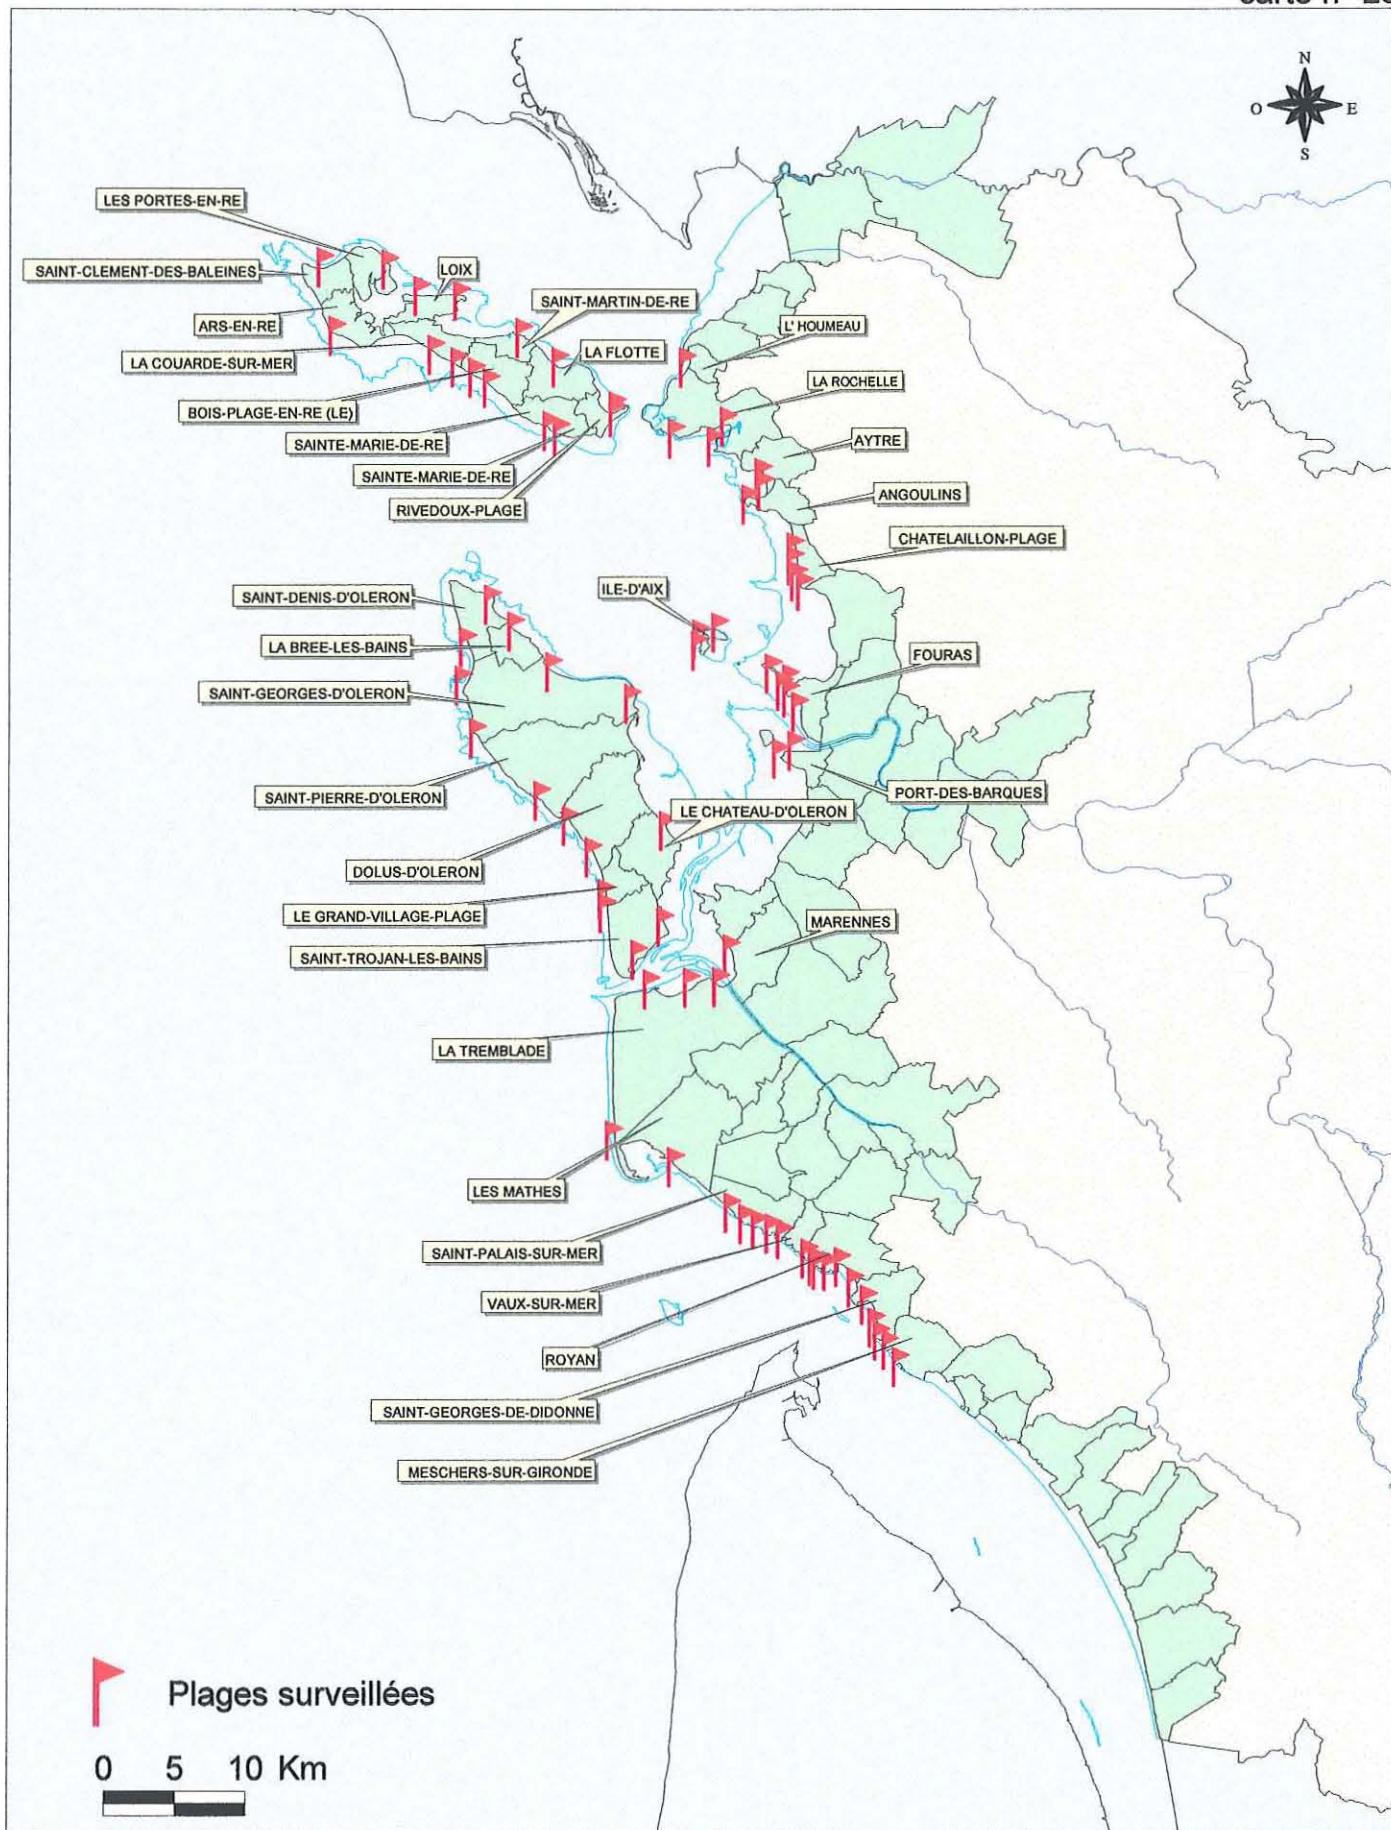 N
O E
S
LES PORTES-EN-RE
SAINT-CLEMENT-DES-BALEINES
LOIX
SAINT-MARTIN-DE-RE
ARS-EN-RE
L' HOUMEAU
LA COUARDE-SUR-MER
LA FLOTTE
LA ROCHELLE
BOIS-PLAGE-EN-RE (LE)
SAINTE-MARIE-DE-RE
AYTRE
SAINTE-MARIE-DE-RE
ANGOULINS
RIVEDOUX-PLAGE
CHATELAILLON-PLAGE
SAINT-DENIS-D'OLERON
ILE-D'AIX
LA BREE-LES-BAINS
FOURAS
SAINT-GEORGES-D'OLERON
SAINT-PIERRE-D'OLERON
PORT-DES-BARQUES
LE CHATEAU-D'OLERON
DOLUS-D'OLERON
LE GRAND-VILLAGE-PLAGE
MARENNES
SAINT-TROJAN-LES-BAINS
LA TREMBLADE
LES MATHES
SAINT-PALAIS-SUR-MER
VAUX-SUR-MER
ROYAN
SAINT-GEORGES-DE-DIDONNE
MESCHERS-SUR-GIRONDE
Plages surveillées
0 5 10 Km